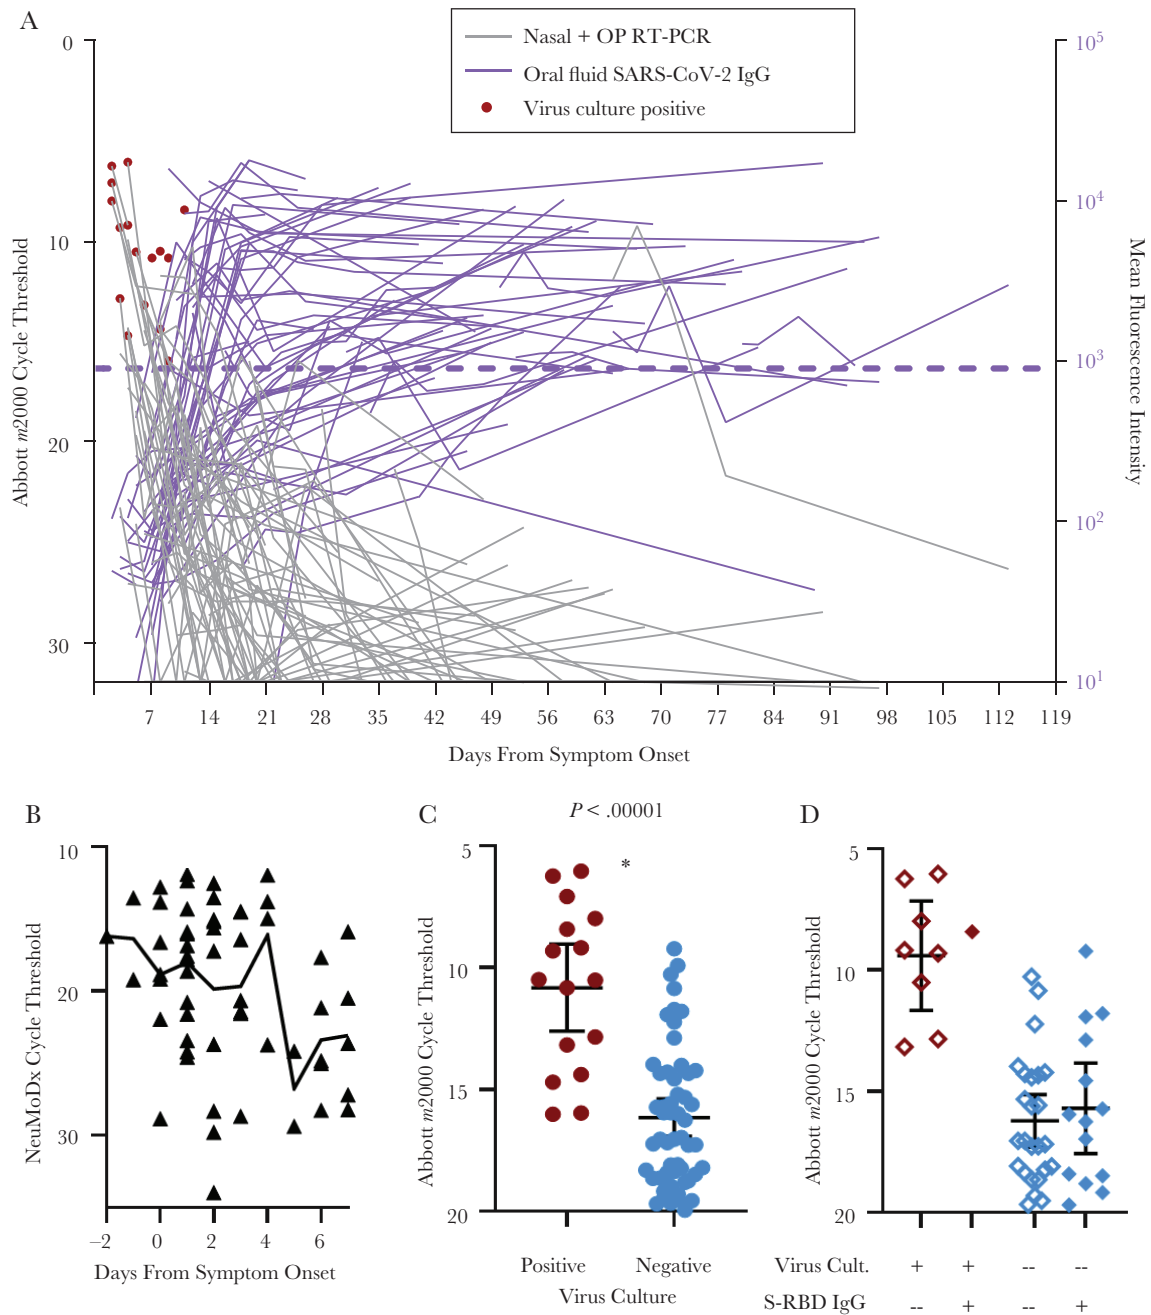 A
Nasal + OP RT-PCR
Oral fluid SARS-CoV-2 IgG
Virus culture positive
0
10
20
30
Abbott m2000 Cycle Threshold
10^5
10^4
10^3
10^2
10^1
Mean Fluorescence Intensity
7 14 21 28 35 42 49 56 63 70 77 84 91 98 105 112 119
Days From Symptom Onset
B
10
20
30
NeuMoDx Cycle Threshold
−2 0 2 4 6
Days From Symptom Onset
C
P < .00001
*
5
10
15
20
Abbott m2000 Cycle Threshold
Positive Negative
Virus Culture
D
5
10
15
20
Abbott m2000 Cycle Threshold
Virus Cult. + + -- --
S-RBD IgG -- + -- +